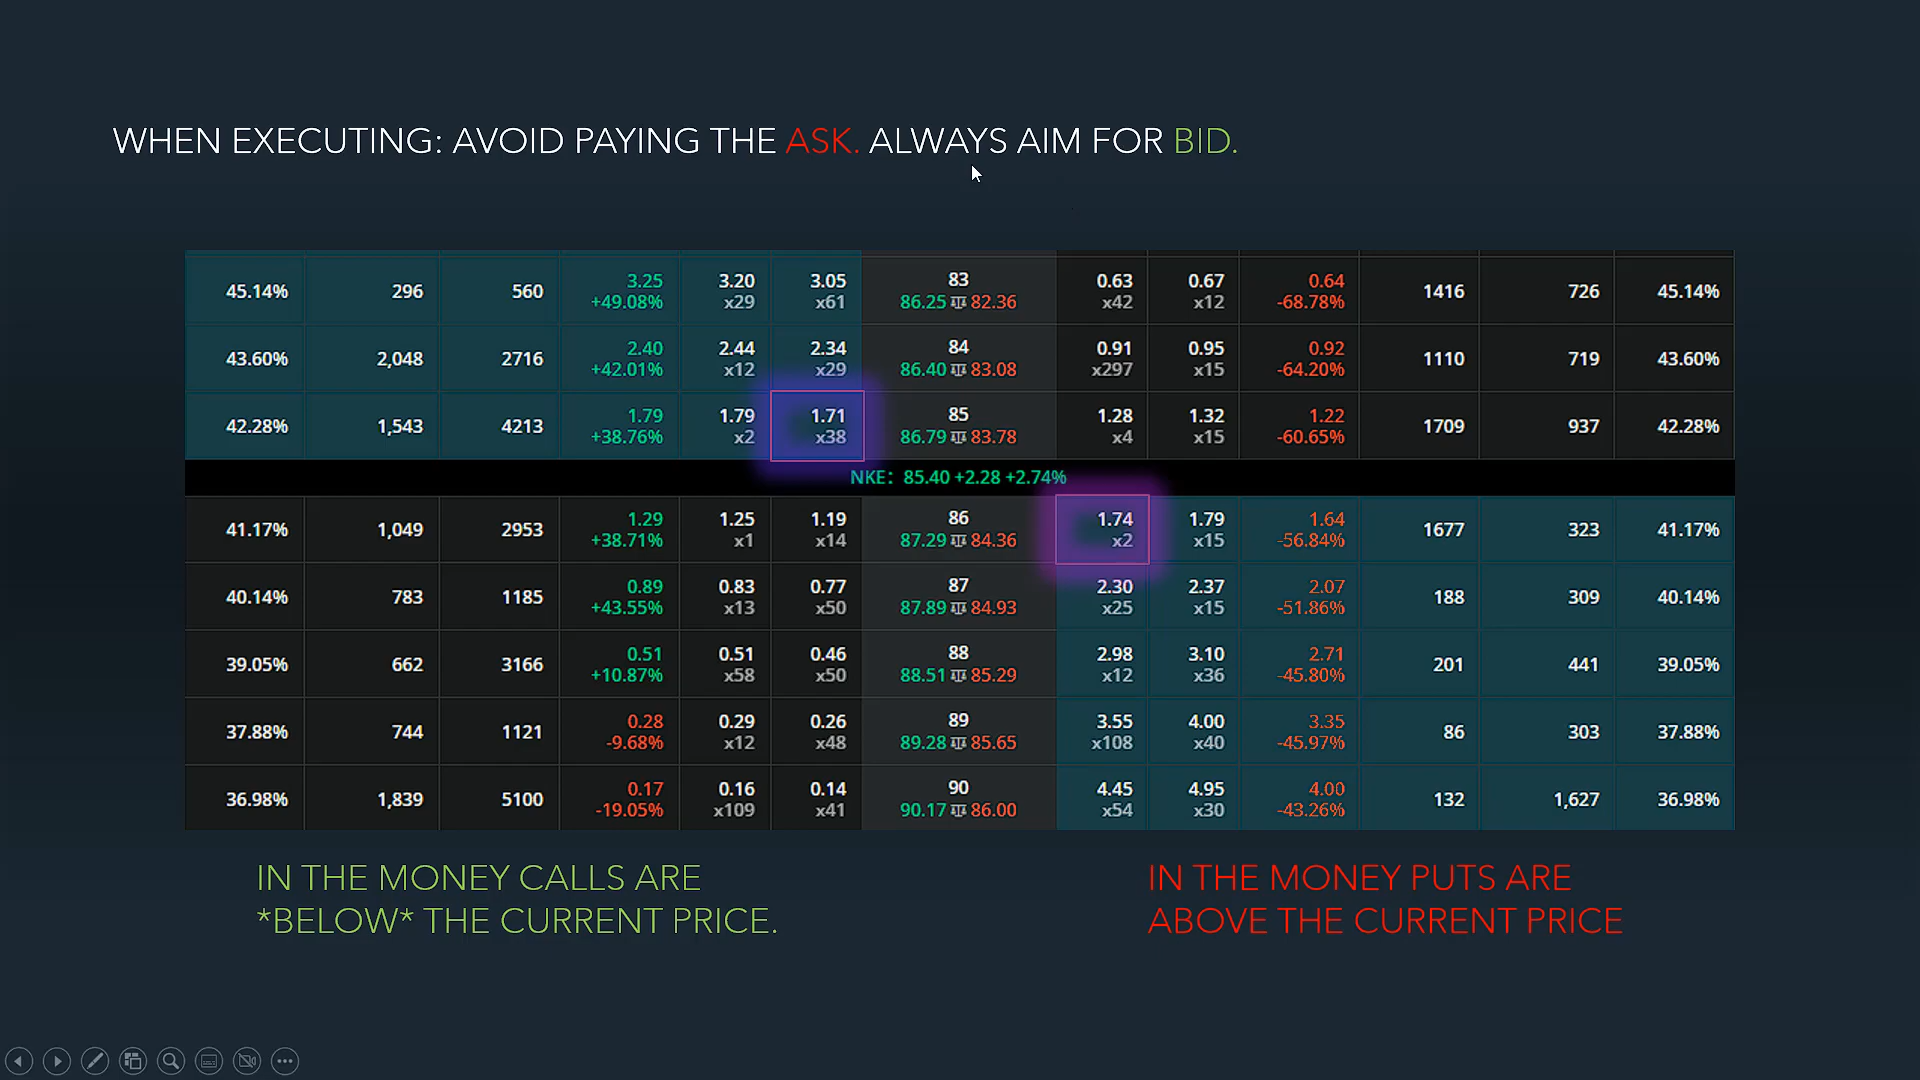 WHEN EXECUTING: AVOID PAYING THE ASK. ALWAYS AIM FOR BID.
45.14% 296 560 3.25 3.20 3.05 83 0.63 0.67 0.64 1416 726 45.14%
+49.08% x29 x61 86.25 82.36 x42 x12 -68.78%
43.60% 2,048 2716 2.40 2.44 2.34 84 0.91 0.95 0.92 1110 719 43.60%
+42.01% x12 x29 86.40 83.08 x297 x15 -64.20%
42.28% 1,543 4213 1.79 1.79 1.71 85 1.28 1.32 1.22 1709 937 42.28%
+38.76% x2 x38 86.79 83.78 x4 x15 -60.65%
NKE: 85.40 +2.28 +2.74%
41.17% 1,049 2953 1.29 1.25 1.19 86 1.74 1.79 1.64 1677 323 41.17%
+38.71% x1 x14 87.29 84.36 x2 x15 -56.84%
40.14% 783 1185 0.89 0.83 0.77 87 2.30 2.37 2.07 188 309 40.14%
+43.55% x13 x50 87.89 84.93 x25 x15 -51.86%
39.05% 662 3166 0.51 0.51 0.46 88 2.98 3.10 2.71 201 441 39.05%
+10.87% x58 x50 88.51 85.29 x12 x36 -45.80%
37.88% 744 1121 0.28 0.29 0.26 89 3.55 4.00 3.35 86 303 37.88%
-9.68% x12 x48 89.28 85.65 x108 x40 -45.97%
36.98% 1,839 5100 0.17 0.16 0.14 90 4.45 4.95 4.00 132 1,627 36.98%
-19.05% x109 x41 90.17 86.00 x54 x30 -43.26%
IN THE MONEY CALLS ARE
*BELOW* THE CURRENT PRICE.
IN THE MONEY PUTS ARE
ABOVE THE CURRENT PRICE